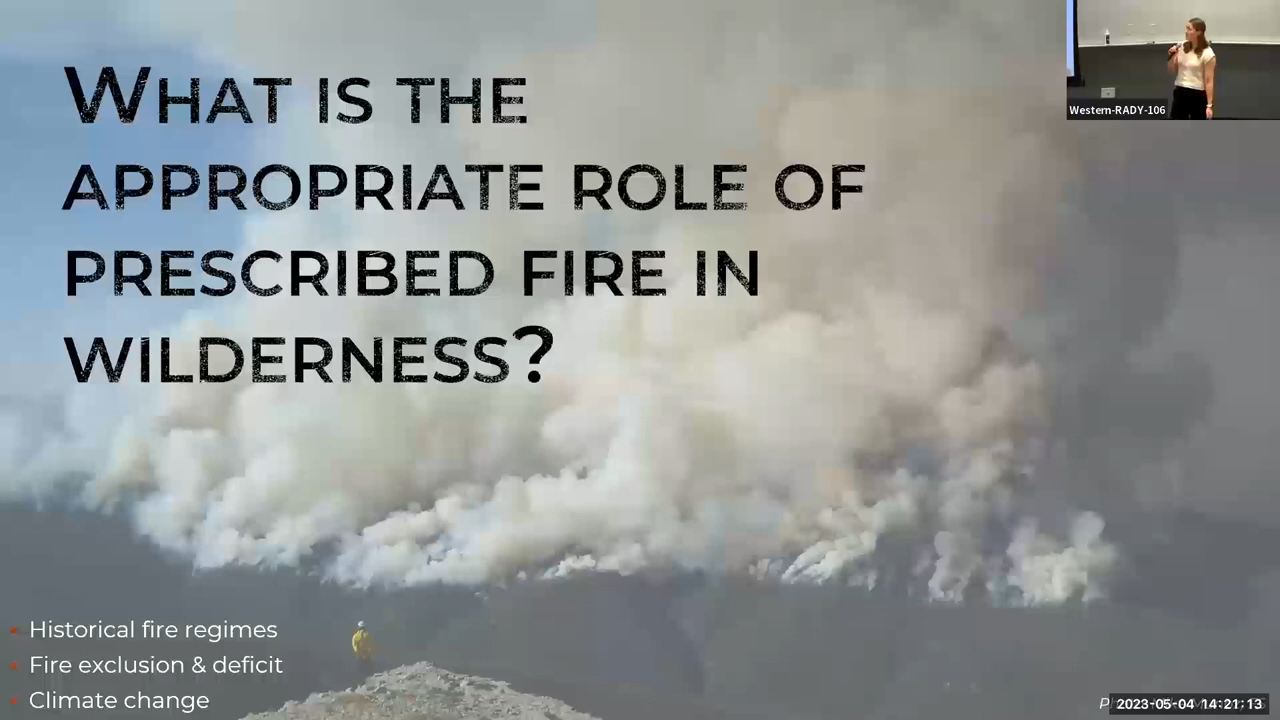 WHAT IS THE
APPROPRIATE ROLE OF
PRESCRIBED FIRE IN
WILDERNESS?
Western-RADY-106
• Historical fire regimes
• Fire exclusion & deficit
• Climate change
2023-05-04 14:21:13